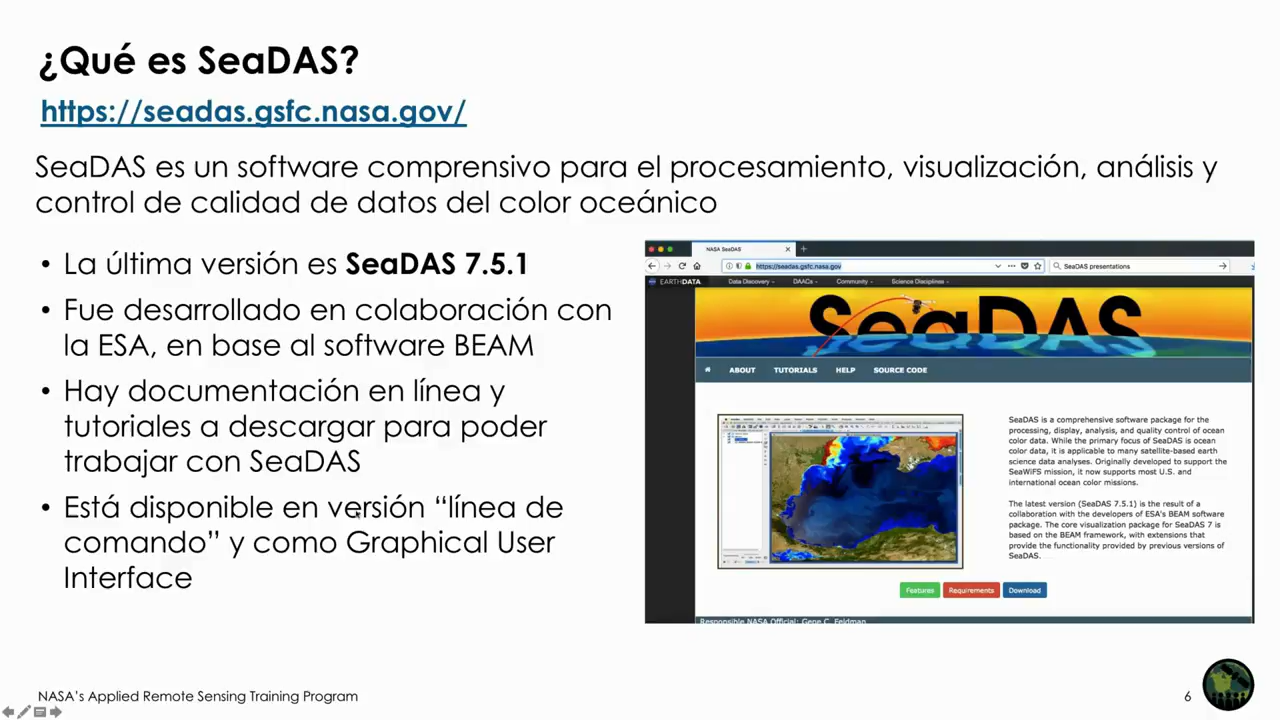 ¿Qué es SeaDAS?
https://seadas.gsfc.nasa.gov/
SeaDAS es un software comprensivo para el procesamiento, visualización, análisis y
control de calidad de datos del color oceánico
• La última versión es SeaDAS 7.5.1
• Fue desarrollado en colaboración con
la ESA, en base al software BEAM
• Hay documentación en línea y
tutoriales a descargar para poder
trabajar con SeaDAS
• Está disponible en versión “línea de
comando” y como Graphical User
Interface
NASA SeaDAS
https://seadas.gsfc.nasa.gov
SeaDAS presentations
EARTHDATA Data Discovery DAACs Community Science Disciplines
SeaDAS
ABOUT TUTORIALS HELP SOURCE CODE
SeaDAS is a comprehensive software package for the
processing, display, analysis, and quality control of ocean
color data. While the primary focus of SeaDAS is ocean
color data, it is applicable to many satellite-based earth
science data analyses. Originally developed to support the
SeaWiFS mission, it now supports most U.S. and
international ocean color missions.
The latest version (SeaDAS 7.5.1) is the result of a
collaboration with the developers of ESA's BEAM software
package. The core visualization package for SeaDAS 7 is
based on the BEAM framework, with extensions that
provide the functionality provided by previous versions of
SeaDAS.
Features Requirements Download
Responsible NASA Official: Gene C. Feldman
NASA's Applied Remote Sensing Training Program
6